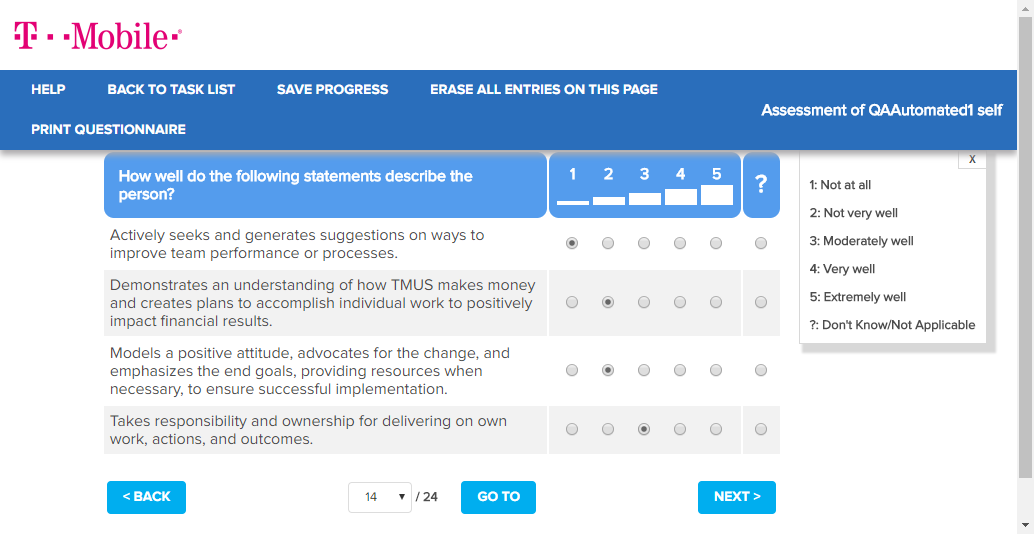 T··Mobile·®
HELP BACK TO TASK LIST SAVE PROGRESS ERASE ALL ENTRIES ON THIS PAGE
PRINT QUESTIONNAIRE
Assessment of QAAutomated1 self
How well do the following statements describe the
person?
1 2 3 4 5 ?
X
1: Not at all
2: Not very well
3: Moderately well
4: Very well
5: Extremely well
?: Don't Know/Not Applicable
Actively seeks and generates suggestions on ways to
improve team performance or processes.
Demonstrates an understanding of how TMUS makes money
and creates plans to accomplish individual work to positively
impact financial results.
Models a positive attitude, advocates for the change, and
emphasizes the end goals, providing resources when
necessary, to ensure successful implementation.
Takes responsibility and ownership for delivering on own
work, actions, and outcomes.
< BACK 14 / 24 GO TO NEXT >